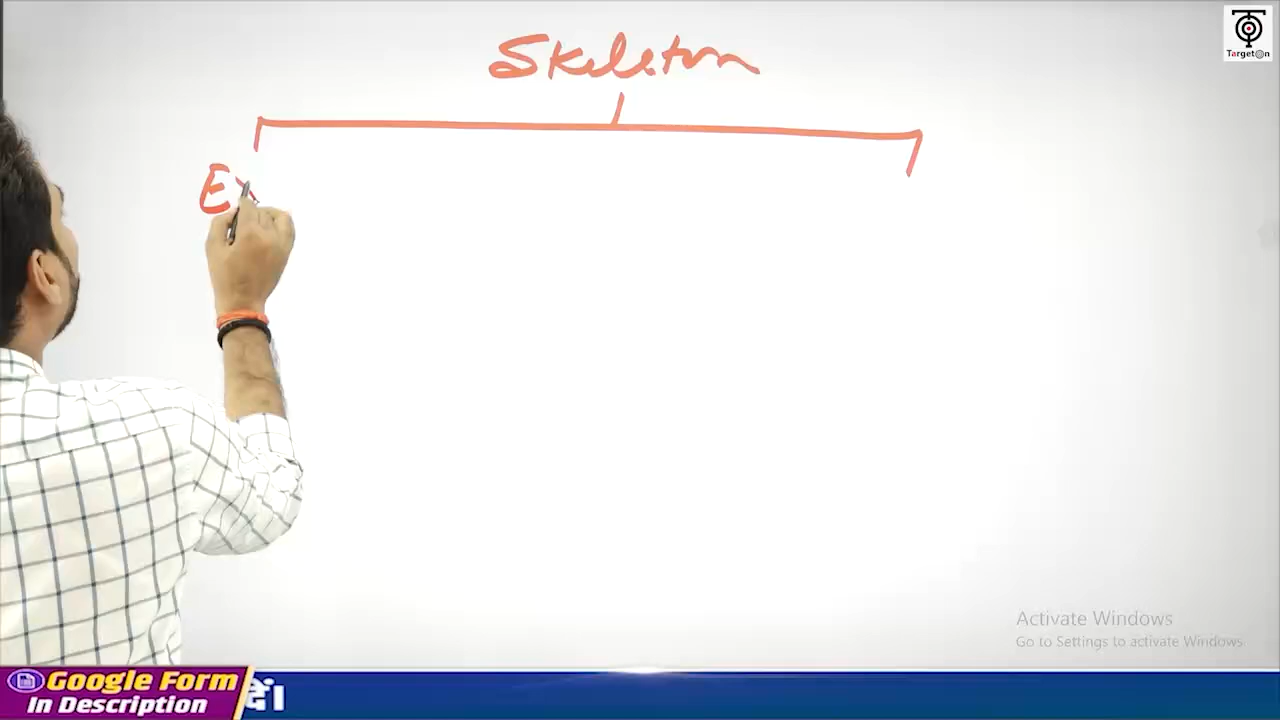 Skeleton
Ex
TargetOn
Activate Windows
Go to Settings to activate Windows.
Google Form
In Description
दें।